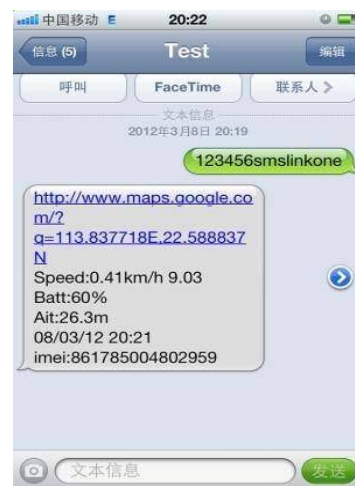 中国移动 E 20:22
信息 (5) Test 编辑
呼叫 FaceTime 联系人
文本信息
2012年3月8日 20:19
123456smslinkone
http://www.maps.google.co
m/?
q=113.837718E,22.588837
N
Speed:0.41km/h 9.03
Batt:60%
Ait:26.3m
08/03/12 20:21
imei:861785004802959
文本信息 发送